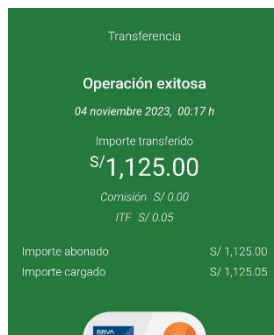 Transferencia
Operación exitosa
04 noviembre 2023, 00:17 h
Importe transferido
S/1,125.00
Comisión S/ 0.00
ITF S/ 0.05
Importe abonado S/ 1,125.00
Importe cargado S/ 1,125.05
BBVA